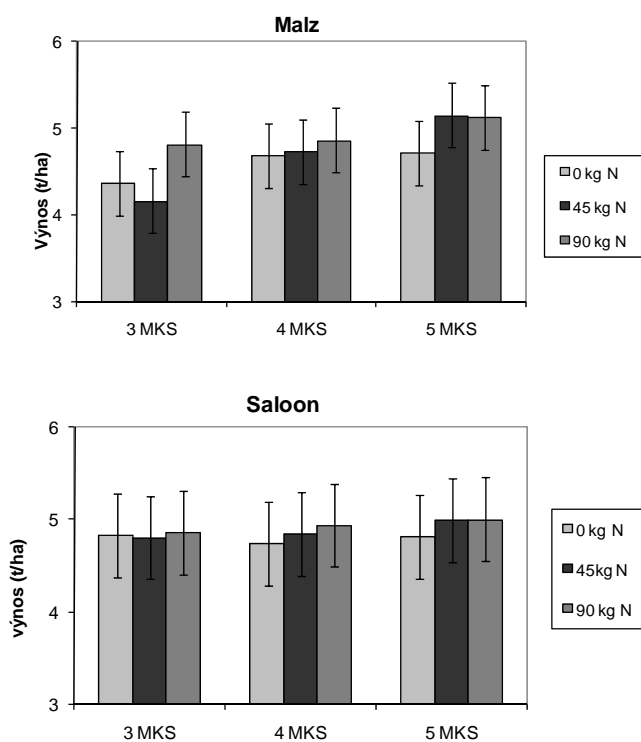 Malz
6
5
4
3
Výnos (t/ha)
3 MKS
4 MKS
5 MKS
0 kg N
45 kg N
90 kg N
Saloon
6
5
4
3
výnos (t/ha)
3 MKS
4 MKS
5 MKS
0 kg N
45kg N
90 kg N